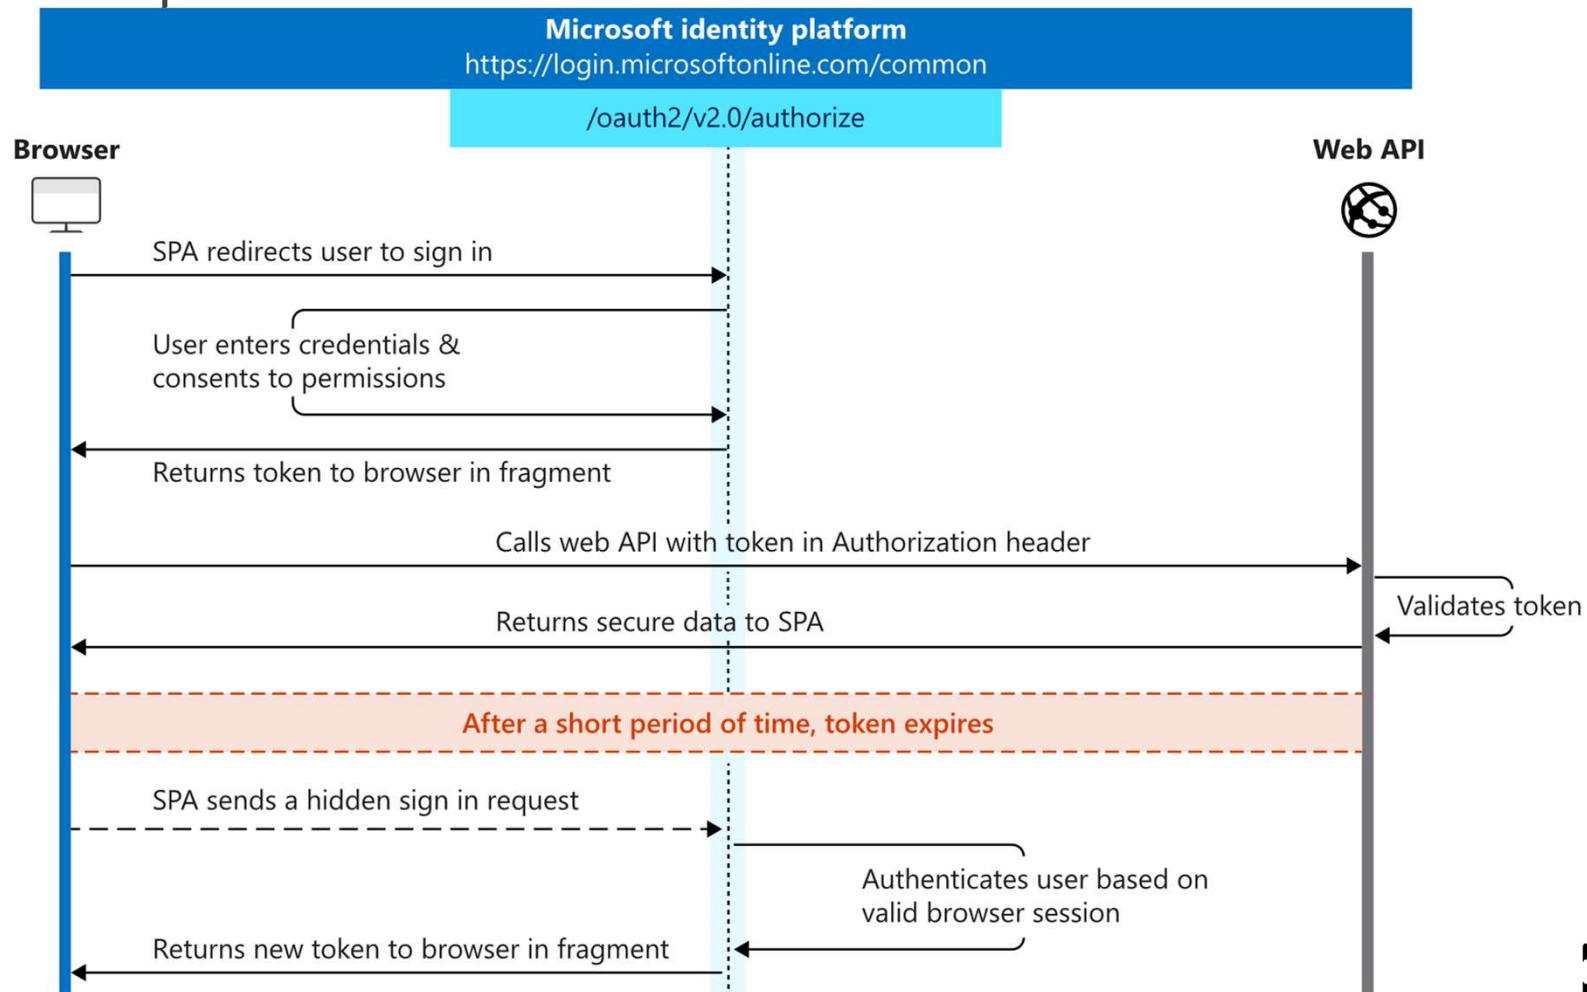 Microsoft identity platform
https://login.microsoftonline.com/common
/oauth2/v2.0/authorize
Browser
Web API
SPA redirects user to sign in
User enters credentials &
consents to permissions
Returns token to browser in fragment
Calls web API with token in Authorization header
Validates token
Returns secure data to SPA
After a short period of time, token expires
SPA sends a hidden sign in request
Authenticates user based on
valid browser session
Returns new token to browser in fragment